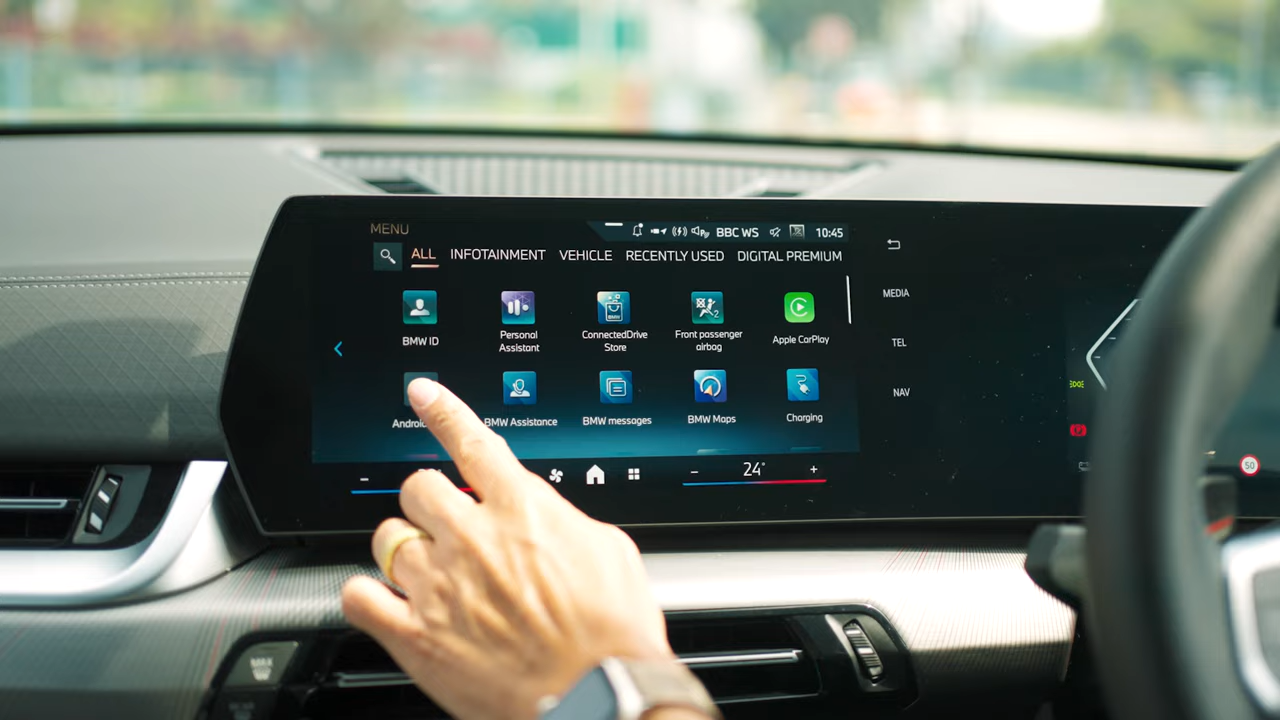 MENU
BBC WS 10:45
ALL INFOTAINMENT VEHICLE RECENTLY USED DIGITAL PREMIUM
BMW ID
Personal
Assistant
ConnectedDrive
Store
Front passenger
airbag
Apple CarPlay
BMW Assistance
BMW messages
BMW Maps
Charging
- 24° +
MEDIA
TEL
NAV
50
MAX